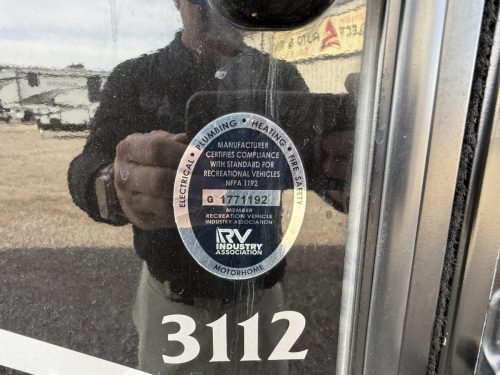 ELECTRICAL • PLUMBING • HEATING • FIRE SAFETY
MANUFACTURER
CERTIFIES COMPLIANCE
WITH STANDARD FOR
RECREATIONAL VEHICLES
NFPA 1192
G 1771192
MEMBER
RECREATION VEHICLE
INDUSTRY ASSOCIATION
RV
INDUSTRY
ASSOCIATION
MOTORHOME
3112